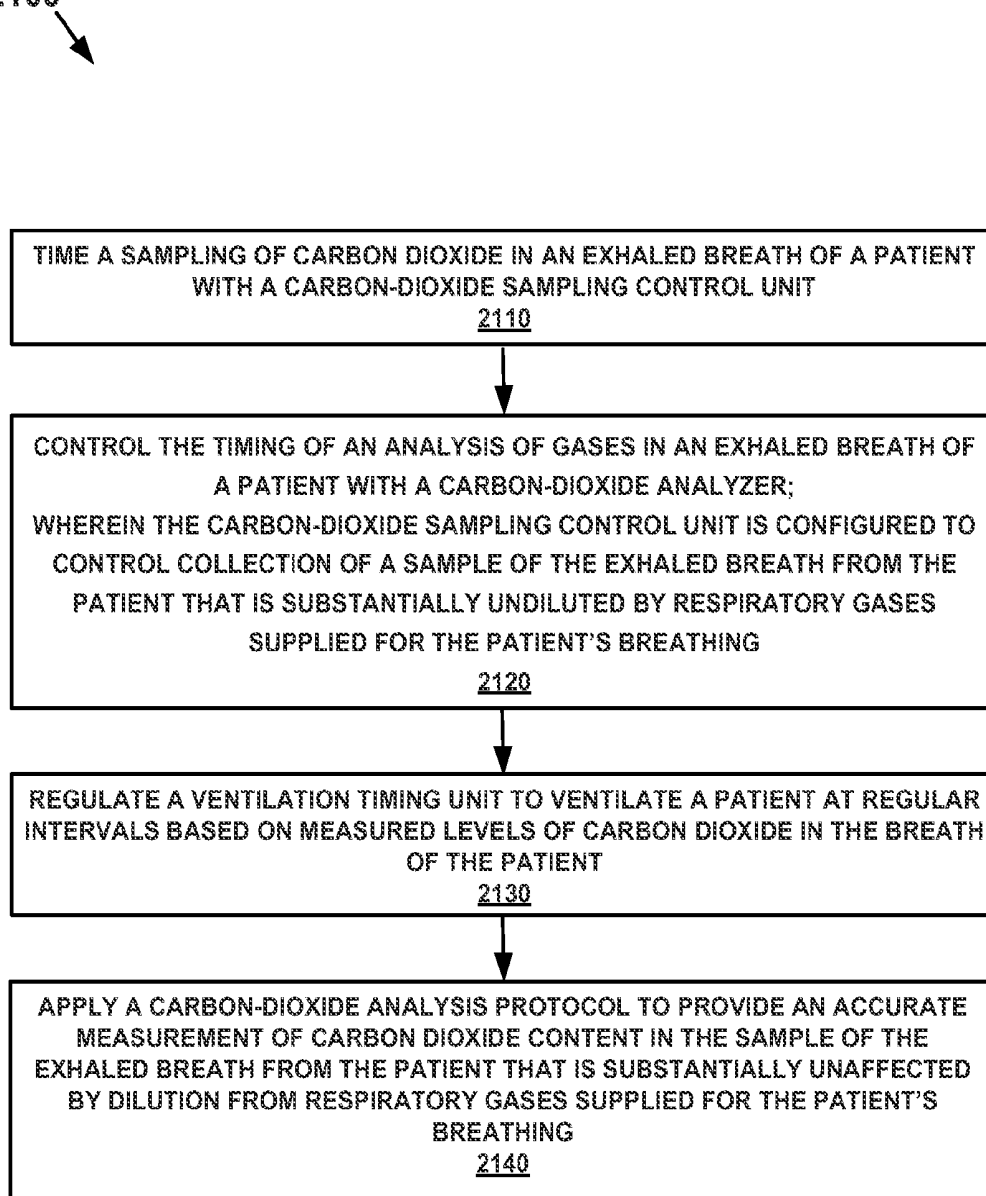 TIME A SAMPLING OF CARBON DIOXIDE IN AN EXHALED BREATH OF A PATIENT
WITH A CARBON-DIOXIDE SAMPLING CONTROL UNIT
2110
CONTROL THE TIMING OF AN ANALYSIS OF GASES IN AN EXHALED BREATH OF
A PATIENT WITH A CARBON-DIOXIDE ANALYZER;
WHEREIN THE CARBON-DIOXIDE SAMPLING CONTROL UNIT IS CONFIGURED TO
CONTROL COLLECTION OF A SAMPLE OF THE EXHALED BREATH FROM THE
PATIENT THAT IS SUBSTANTIALLY UNDILUTED BY RESPIRATORY GASES
SUPPLIED FOR THE PATIENT'S BREATHING
2120
REGULATE A VENTILATION TIMING UNIT TO VENTILATE A PATIENT AT REGULAR
INTERVALS BASED ON MEASURED LEVELS OF CARBON DIOXIDE IN THE BREATH
OF THE PATIENT
2130
APPLY A CARBON-DIOXIDE ANALYSIS PROTOCOL TO PROVIDE AN ACCURATE
MEASUREMENT OF CARBON DIOXIDE CONTENT IN THE SAMPLE OF THE
EXHALED BREATH FROM THE PATIENT THAT IS SUBSTANTIALLY UNAFFECTED
BY DILUTION FROM RESPIRATORY GASES SUPPLIED FOR THE PATIENT'S
BREATHING
2140